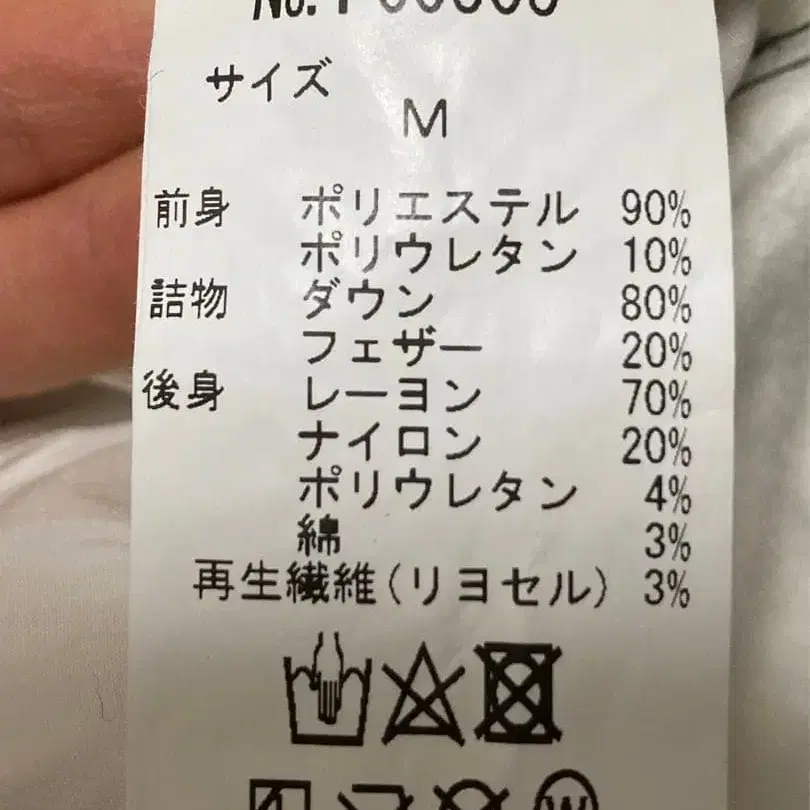 サイズ
M
前身 ポリエステル 90%
ポリウレタン 10%
詰物 ダウン 80%
フェザー 20%
後身 レーヨン 70%
ナイロン 20%
ポリウレタン 4%
綿 3%
再生繊維(リヨセル) 3%
W